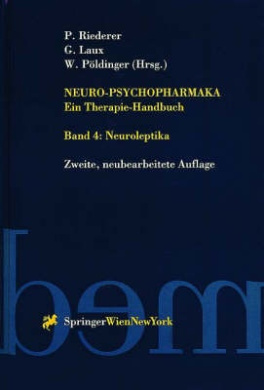 P. Riederer
G. Laux
W. Pöldinger (Hrsg.)
NEURO-PSYCHOPHARMAKA
Ein Therapie-Handbuch
Band 4: Neuroleptika
Zweite, neubearbeitete Auflage
SpringerWienNewYork